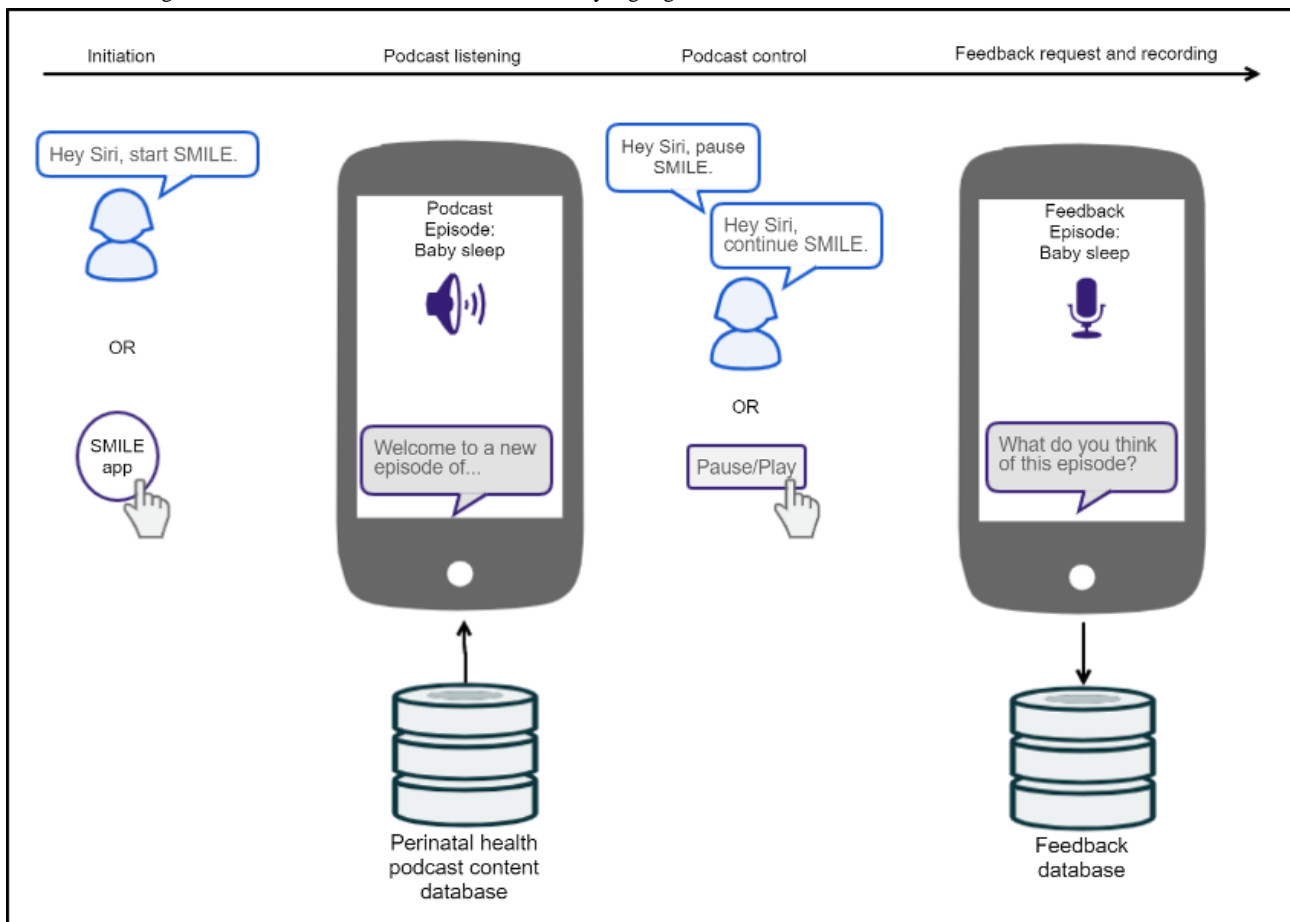 Initiation
Podcast listening
Podcast control
Feedback request and recording
Hey Siri, start SMILE.
OR
SMILE
app
Podcast
Episode:
Baby sleep
Welcome to a new
episode of...
Perinatal health
podcast content
database
Hey Siri, pause
SMILE.
Hey Siri,
continue SMILE.
OR
Pause/Play
Feedback
Episode:
Baby sleep
What do you think
of this episode?
Feedback
database